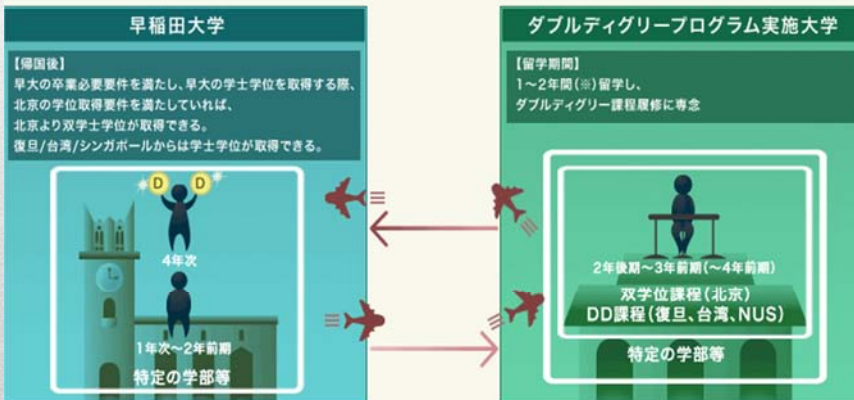 早稲田大学
【帰国後】
早大の卒業必要要件を満たし、早大の学士学位を取得する際、
北京の学位取得要件を満たしていれば、
北京より双学士学位が取得できる。
復旦/台湾/シンガポールからは学士学位が取得できる。
D D
4年次
1年次〜2年前期
特定の学部等
ダブルディグリープログラム実施大学
【留学期間】
1〜2年間(※)留学し、
ダブルディグリー課程履修に専念
2年後期〜3年前期(〜4年前期)
双学位課程(北京)
DD課程(復旦、台湾、NUS)
特定の学部等